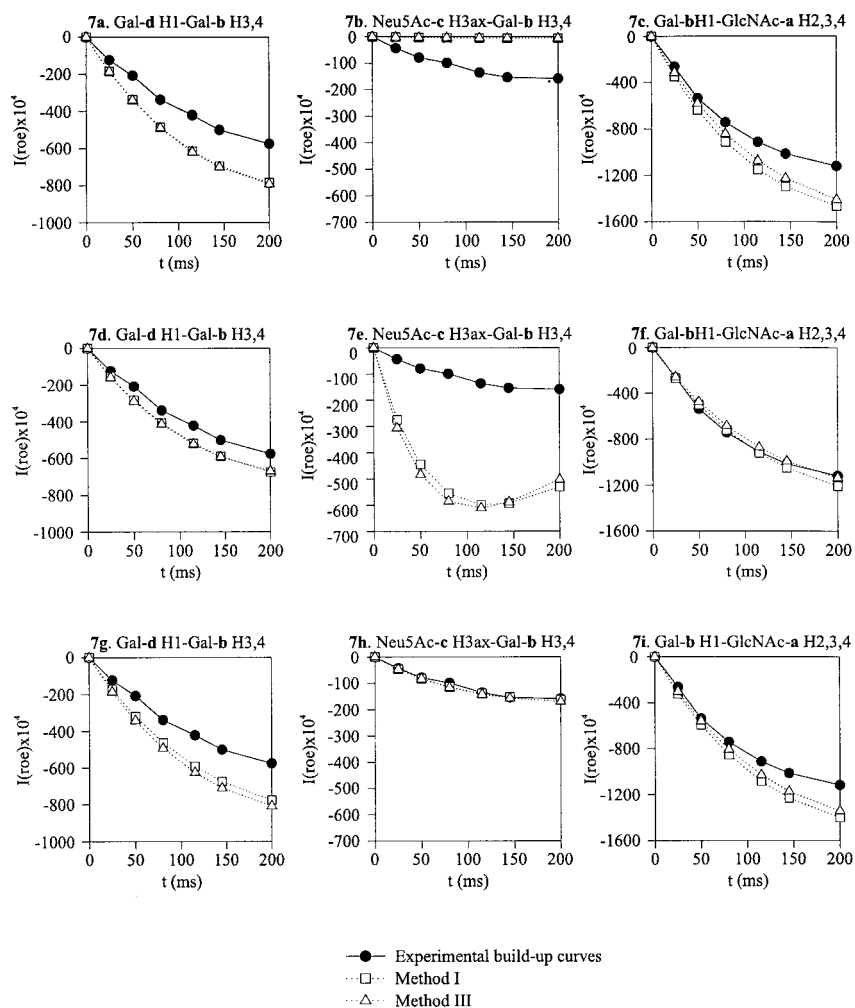 7a. Gal-d H1-Gal-b H3,4
7b. Neu5Ac-c H3ax-Gal-b H3,4
7c. Gal-bH1-GlcNAc-a H2,3,4
I(roe)x10⁴
0
-200
-400
-600
-800
-1000
0 50 100 150 200
t (ms)
I(roe)x10⁴
0
-100
-200
-300
-400
-500
-600
-700
0 50 100 150 200
t (ms)
I(roe)x10⁴
0
-400
-800
-1200
-1600
0 50 100 150 200
t (ms)
7d. Gal-d H1-Gal-b H3,4
7e. Neu5Ac-c H3ax-Gal-b H3,4
7f. Gal-bH1-GlcNAc-a H2,3,4
I(roe)x10⁴
0
-200
-400
-600
-800
-1000
0 50 100 150 200
t (ms)
I(roe)x10⁴
0
-100
-200
-300
-400
-500
-600
-700
0 50 100 150 200
t (ms)
I(roe)x10⁴
0
-400
-800
-1200
-1600
0 50 100 150 200
t (ms)
7g. Gal-d H1-Gal-b H3,4
7h. Neu5Ac-c H3ax-Gal-b H3,4
7i. Gal-b H1-GlcNAc-a H2,3,4
I(roe)x10⁴
0
-200
-400
-600
-800
-1000
0 50 100 150 200
t (ms)
I(roe)x10⁴
0
-100
-200
-300
-400
-500
-600
-700
0 50 100 150 200
t (ms)
I(roe)x10⁴
0
-400
-800
-1200
-1600
0 50 100 150 200
t (ms)
Experimental build-up curves
Method I
Method III